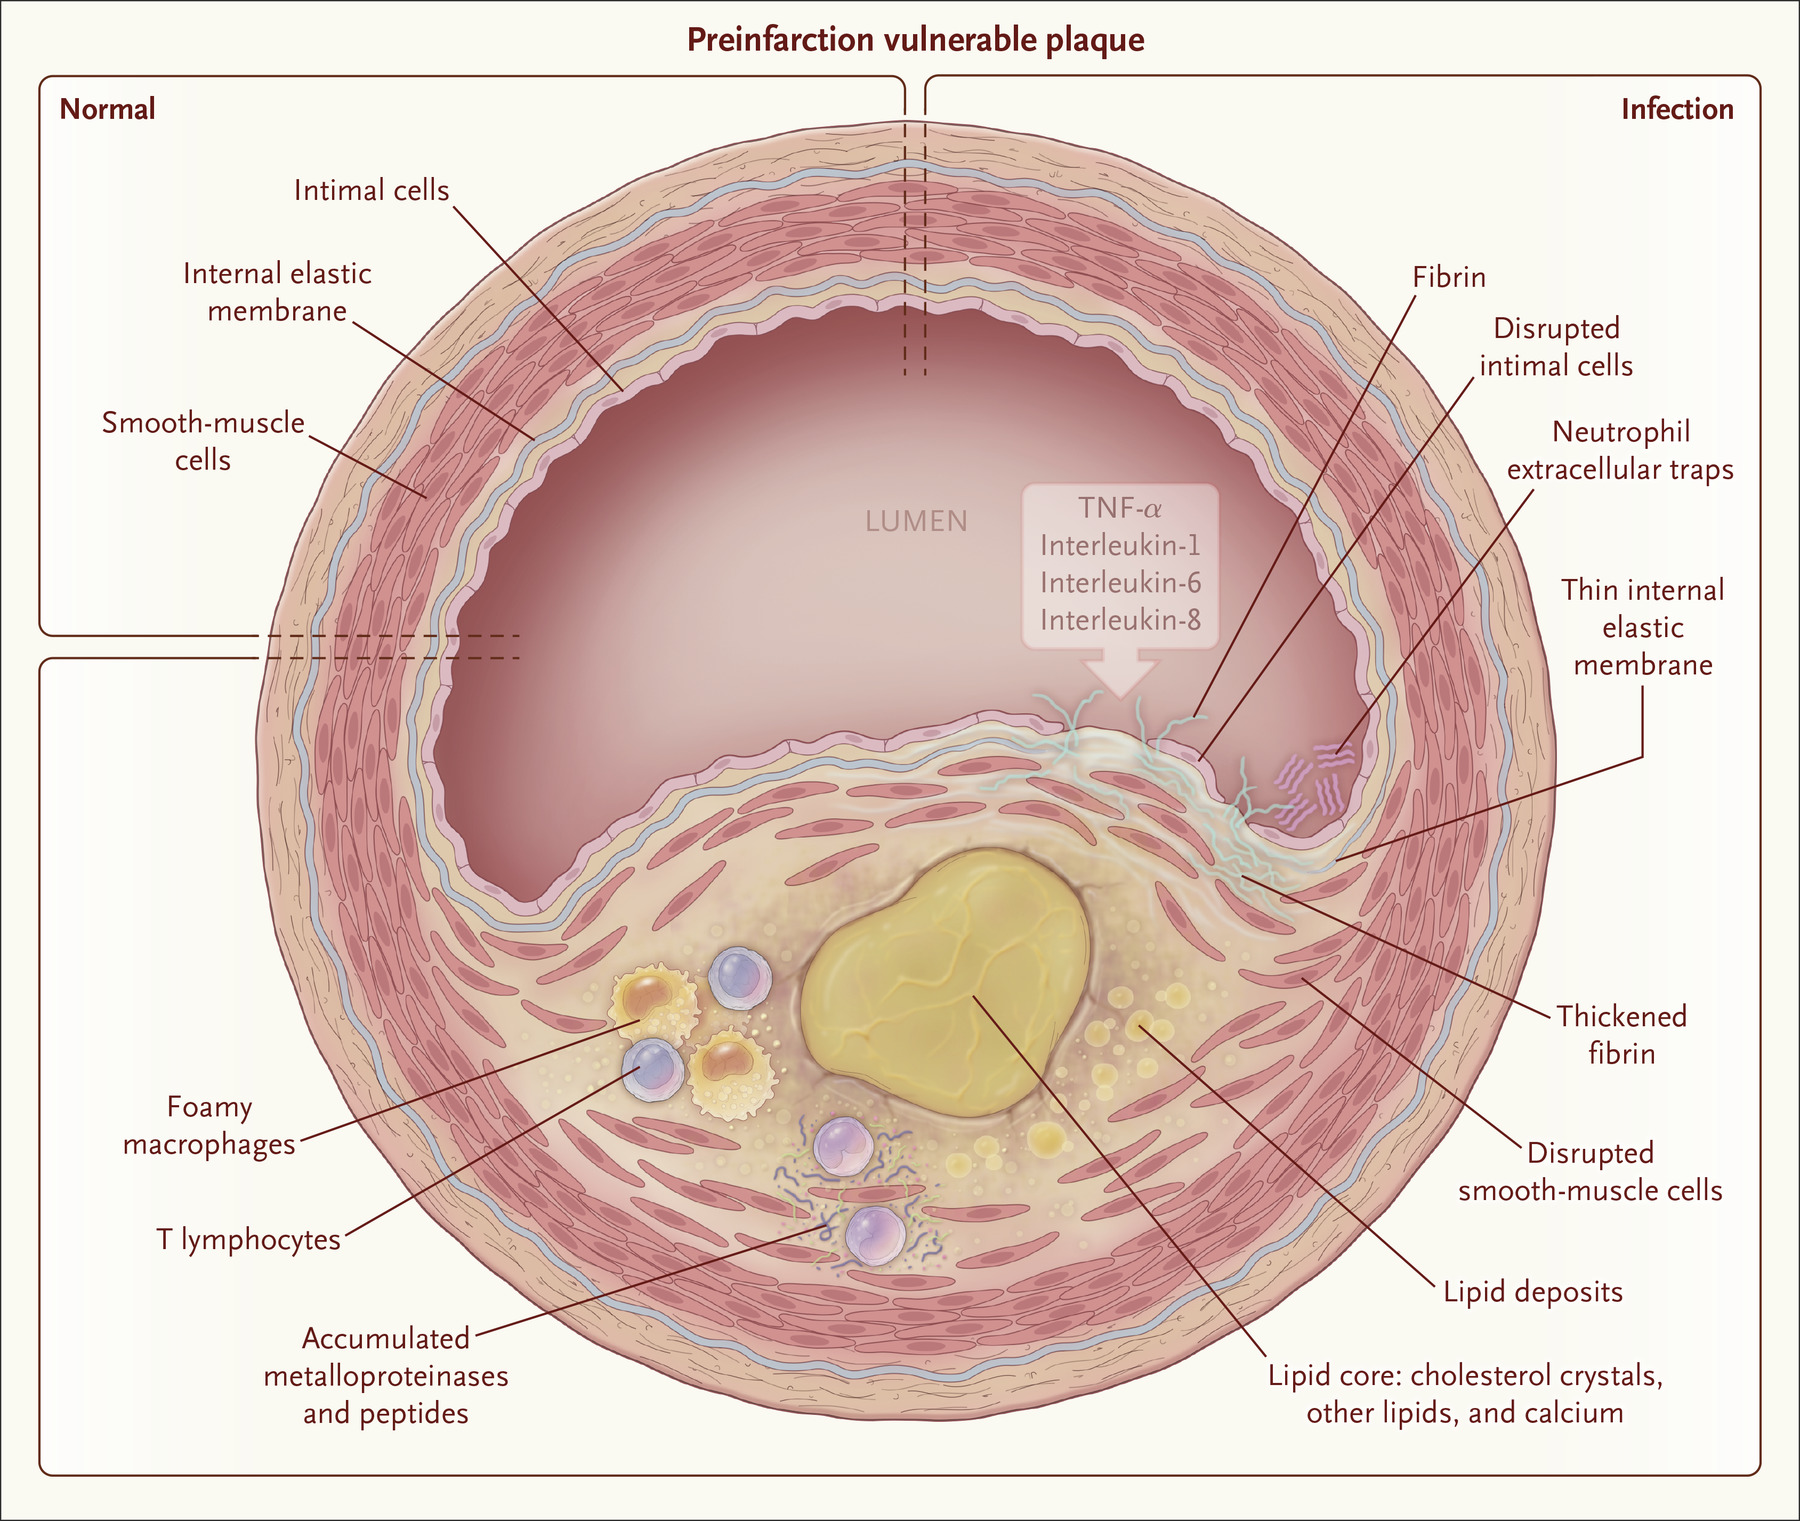 Preinfarction vulnerable plaque
Normal
Infection
Intimal cells
Internal elastic
membrane
Smooth-muscle
cells
Fibrin
Disrupted
intimal cells
Neutrophil
extracellular traps
LUMEN
TNF-α
Interleukin-1
Interleukin-6
Interleukin-8
Thin internal
elastic
membrane
Thickened
fibrin
Foamy
macrophages
Disrupted
smooth-muscle cells
T lymphocytes
Lipid deposits
Accumulated
metalloproteinases
and peptides
Lipid core: cholesterol crystals,
other lipids, and calcium